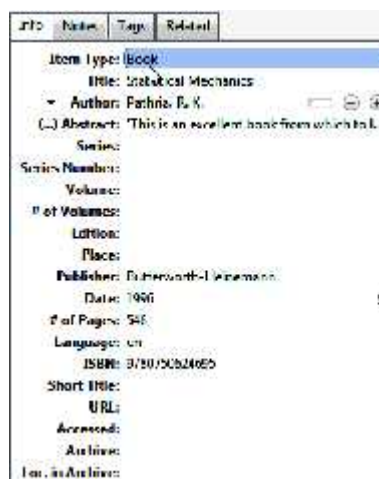 Info Notes Tags Related
Item Type: Book
Title: Statistical Mechanics
Author: Pathria, R. K.
(...) Abstract: "This is an excellent book from which to l...
Series:
Series Number:
Volume:
# of Volumes:
Edition:
Place:
Publisher: Butterworth-Heinemann
Date: 1996
# of Pages: 546
Language: en
ISBN: 9780750624695
Short Title:
URL:
Accessed:
Archive:
Loc. in Archive: